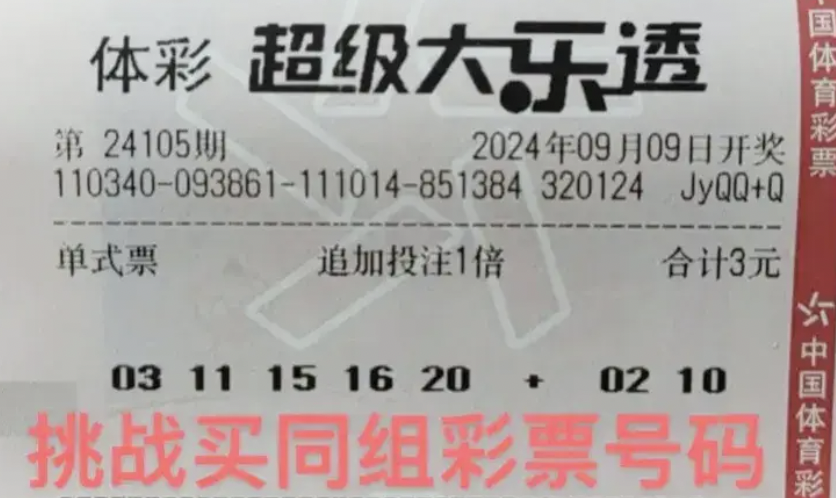 体彩 超级大乐透
第 24105期 2024年09月09日开奖
110340-093861-111014-851384 320124 JyQQ+Q
单式票 追加投注1倍 合计3元
03 11 15 16 20 + 02 10
挑战买同组彩票号码
国体育彩票
中国体育彩